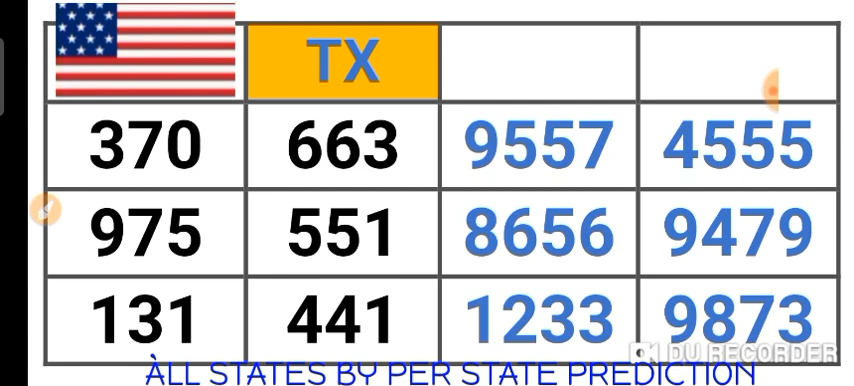 TX
370 663 9557 4555
975 551 8656 9479
131 441 1233 9873
DU RECORDER
ÀLL STATES BY PER STATE PREDICTION